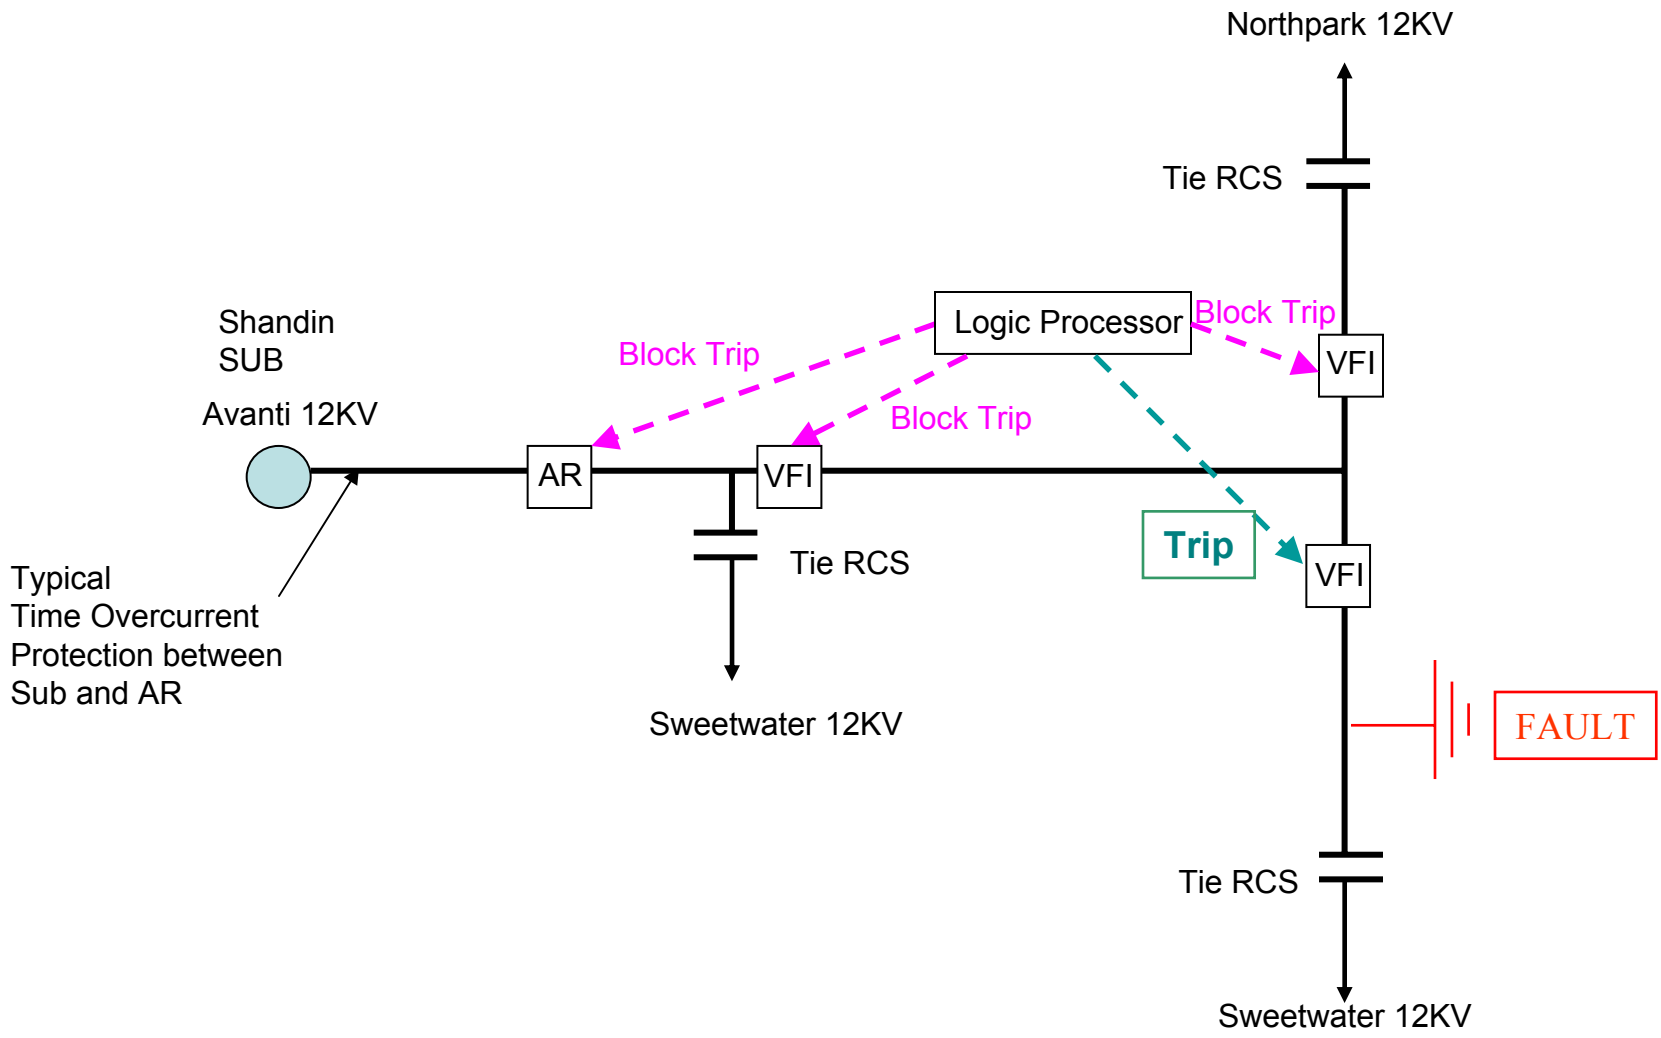 Northpark 12KV
Tie RCS
Shandin
SUB
Avanti 12KV
Block Trip
Logic Processor
Block Trip
VFI
Block Trip
AR
VFI
Trip
VFI
Tie RCS
Typical
Time Overcurrent
Protection between
Sub and AR
Sweetwater 12KV
FAULT
Tie RCS
Sweetwater 12KV